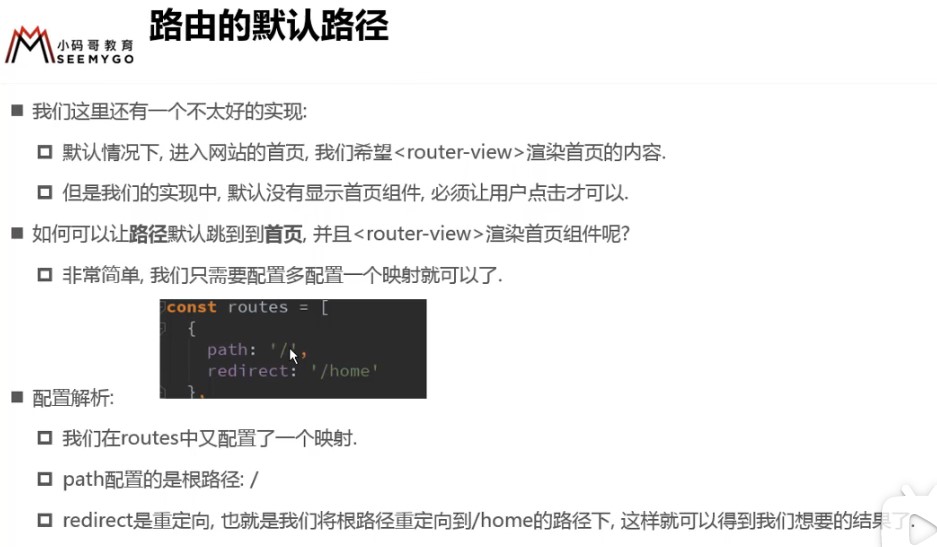 路由的默认路径
小码哥教育
SEEMYGO
我们这里还有一个不太好的实现:
默认情况下, 进入网站的首页, 我们希望<router-view>渲染首页的内容.
但是我们的实现中, 默认没有显示首页组件, 必须让用户点击才可以.
如何可以让路径默认跳到到首页, 并且<router-view>渲染首页组件呢?
非常简单, 我们只需要配置多配置一个映射就可以了.
const routes = [
{
path: '/',
redirect: '/home'
},
配置解析:
我们在routes中又配置了一个映射.
path配置的是根路径: /
redirect是重定向, 也就是我们将根路径重定向到/home的路径下, 这样就可以得到我们想要的结果了.